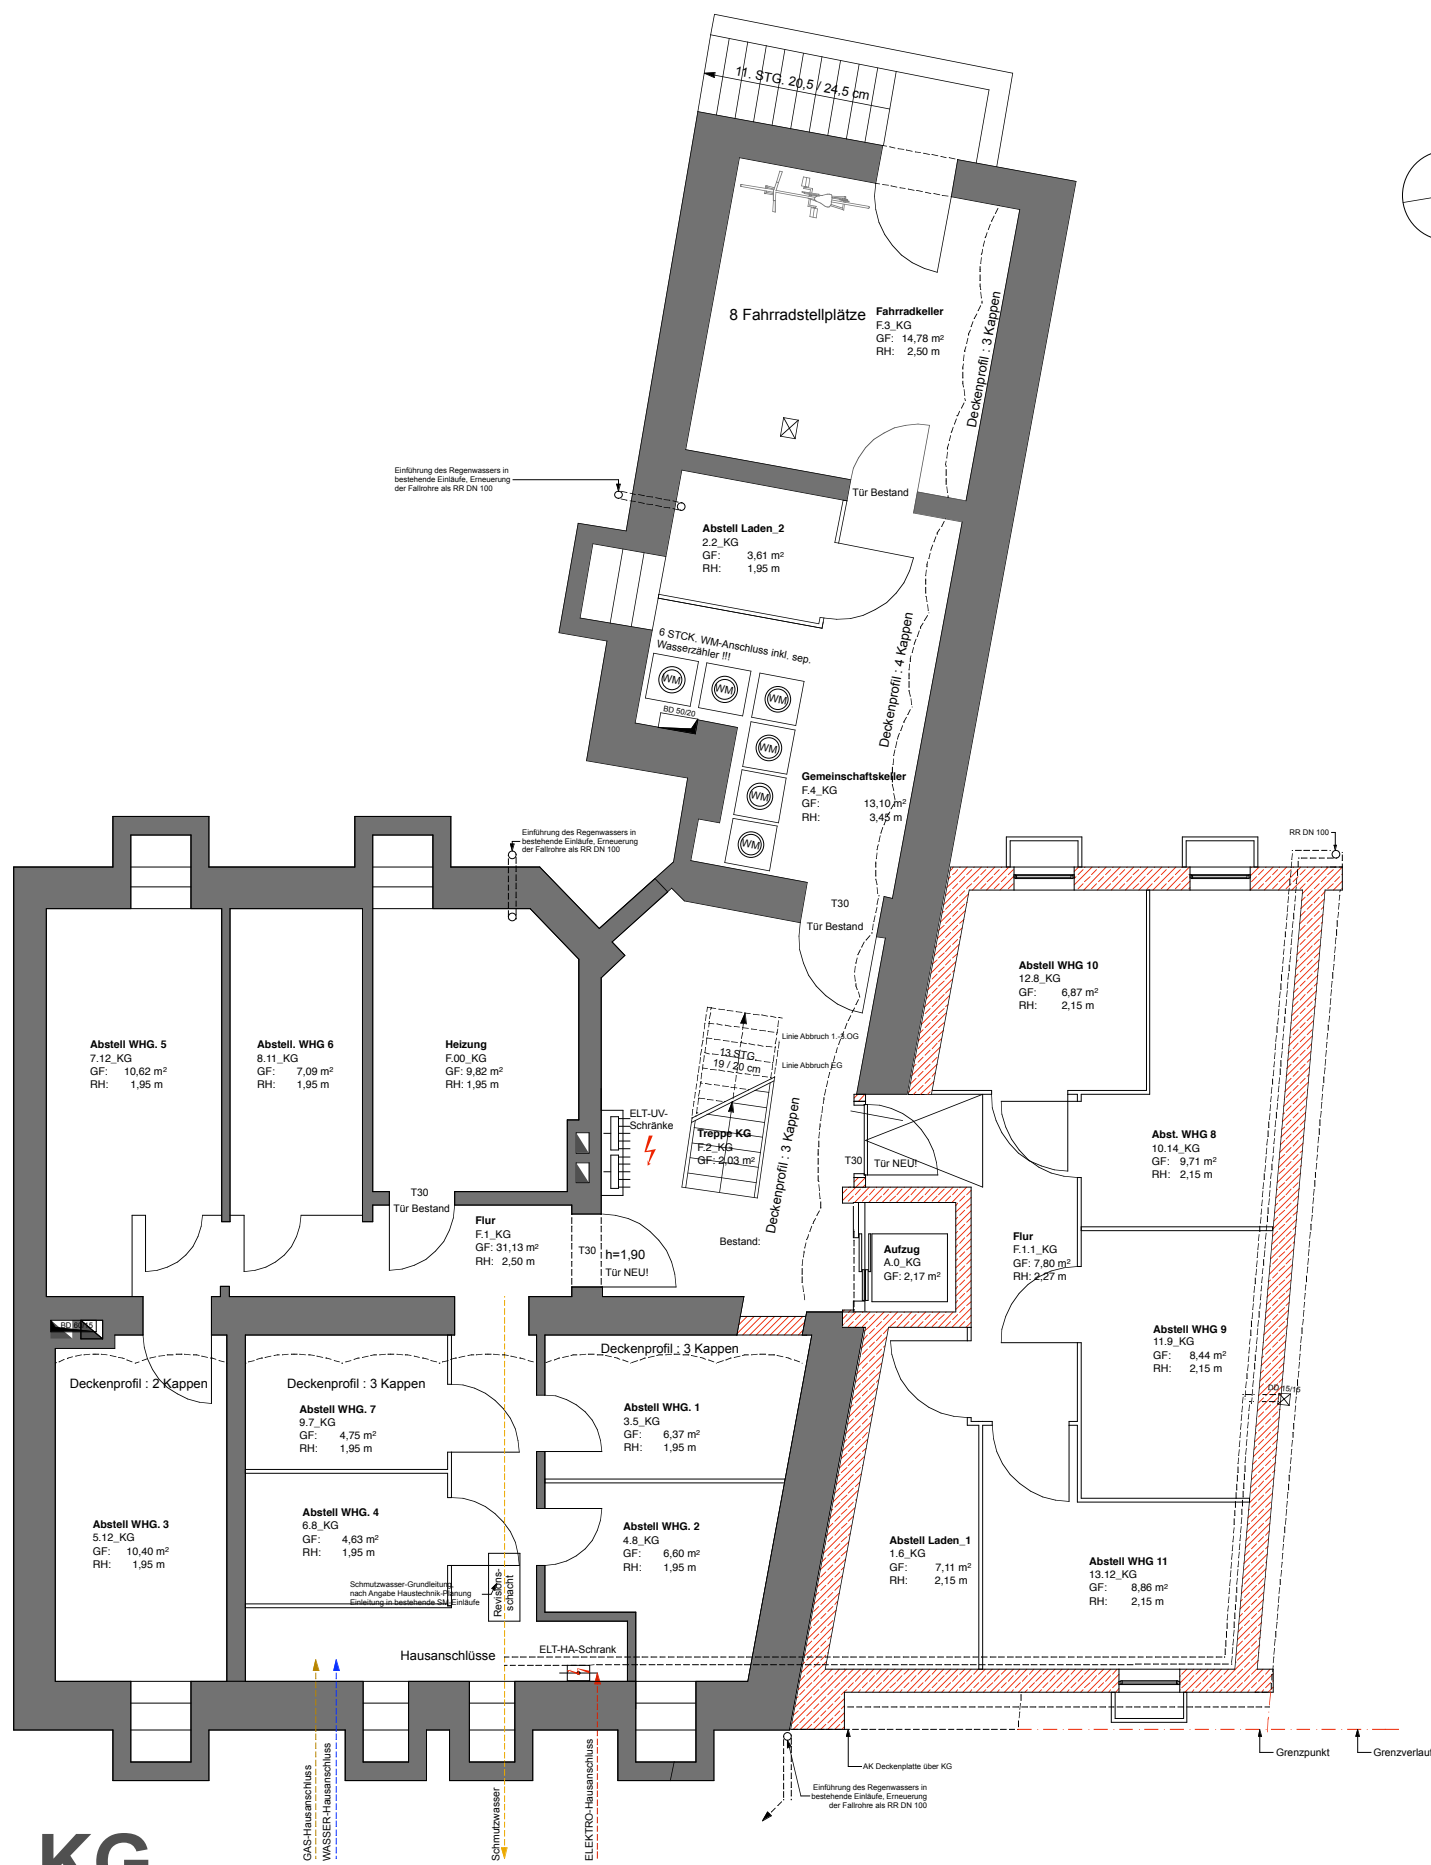 11. STG. 20,5 / 24,5 cm
8 Fahrradstellplätze
Fahrradkeller
F.3_KG
GF: 14,78 m²
RH: 2,50 m
Deckenprofil : 3 Kappen
Einführung des Regenwassers in
bestehende Einläufe, Erneuerung
der Fallrohre als RR DN 100
Tür Bestand
Abstell Laden_2
2.2_KG
GF: 3,61 m²
RH: 1,95 m
6 STCK. WM-Anschluss inkl. sep.
Wasserzähler !!!
WM
WM
WM
WM
WM
WM
BD 50/20
Deckenprofil : 4 Kappen
Gemeinschaftskeller
F.4_KG
GF: 13,10 m²
RH: 3,45 m
Einführung des Regenwassers in
bestehende Einläufe, Erneuerung
der Fallrohre als RR DN 100
RR DN 100
T30
Tür Bestand
Abstell WHG 10
12.8_KG
GF: 6,87 m²
RH: 2,15 m
Abstell WHG. 5
7.12_KG
GF: 10,62 m²
RH: 1,95 m
Abstell. WHG 6
8.11_KG
GF: 7,09 m²
RH: 1,95 m
Heizung
F.00_KG
GF: 9,82 m²
RH: 1,95 m
Linie Abbruch 1.-3.OG
Linie Abbruch EG
13 STG.
19 / 20 cm
ELT-UV-
Schränke
Treppe KG
F.2_KG
GF: 2,03 m²
Deckenprofil : 3 Kappen
T30
Tür NEU!
Abst. WHG 8
10.14_KG
GF: 9,71 m²
RH: 2,15 m
T30
Tür Bestand
Flur
F.1_KG
GF: 31,13 m²
RH: 2,50 m
T30
h=1,90
Tür NEU!
Bestand:
Aufzug
A.0_KG
GF: 2,17 m²
Flur
F.1.1_KG
GF: 7,80 m²
RH: 2,27 m
BD 60/15
Deckenprofil : 2 Kappen
Deckenprofil : 3 Kappen
Deckenprofil : 3 Kappen
Abstell WHG 9
11.9_KG
GF: 8,44 m²
RH: 2,15 m
DD 15/15
Abstell WHG. 7
9.7_KG
GF: 4,75 m²
RH: 1,95 m
Abstell WHG. 1
3.5_KG
GF: 6,37 m²
RH: 1,95 m
Abstell WHG. 3
5.12_KG
GF: 10,40 m²
RH: 1,95 m
Abstell WHG. 4
6.8_KG
GF: 4,63 m²
RH: 1,95 m
Abstell WHG. 2
4.8_KG
GF: 6,60 m²
RH: 1,95 m
Abstell Laden_1
1.6_KG
GF: 7,11 m²
RH: 2,15 m
Abstell WHG 11
13.12_KG
GF: 8,86 m²
RH: 2,15 m
Schmutzwasser-Grundleitung,
nach Angabe Haustechnik-Planung
Einleitung in bestehende SM-Einläufe
Revisions-
schacht
Hausanschlüsse
ELT-HA-Schrank
GAS-Hausanschluss
WASSER-Hausanschluss
Schmutzwasser
ELEKTRO-Hausanschluss
AK Deckenplatte über KG
Grenzpunkt
Grenzverlauf
Einführung des Regenwassers in
bestehende Einläufe, Erneuerung
der Fallrohre als RR DN 100
KG